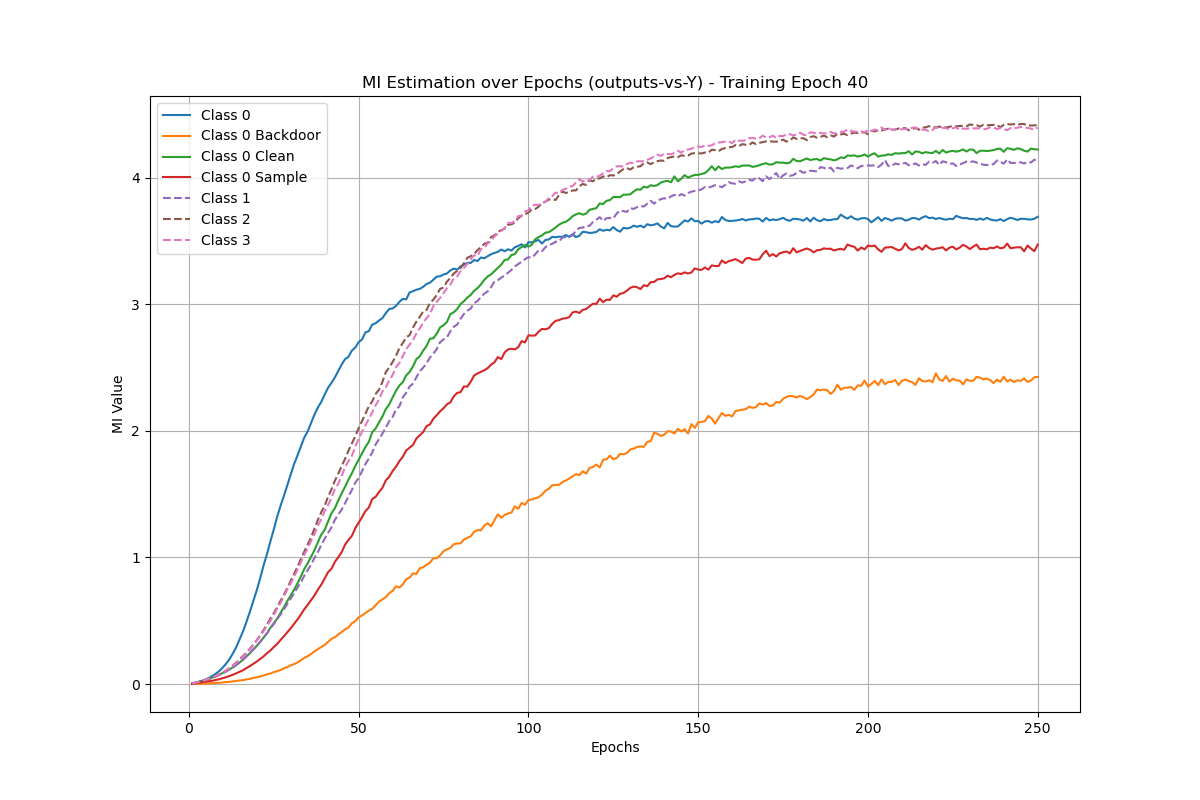 MI Estimation over Epochs (outputs-vs-Y) - Training Epoch 40
Class 0
Class 0 Backdoor
Class 0 Clean
Class 0 Sample
Class 1
Class 2
Class 3
MI Value
4
3
2
1
0
0 50 100 150 200 250
Epochs